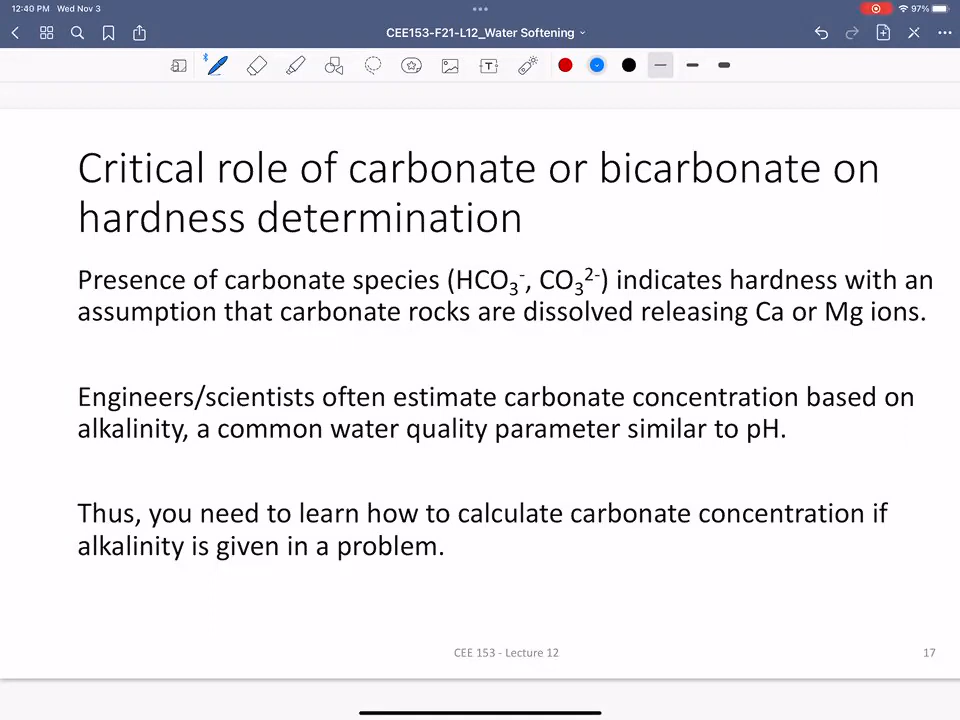 12:40 PM Wed Nov 3
97%
CEE153-F21-L12_Water Softening
Critical role of carbonate or bicarbonate on
hardness determination
Presence of carbonate species (HCO₃⁻, CO₃²⁻) indicates hardness with an
assumption that carbonate rocks are dissolved releasing Ca or Mg ions.
Engineers/scientists often estimate carbonate concentration based on
alkalinity, a common water quality parameter similar to pH.
Thus, you need to learn how to calculate carbonate concentration if
alkalinity is given in a problem.
CEE 153 - Lecture 12
17